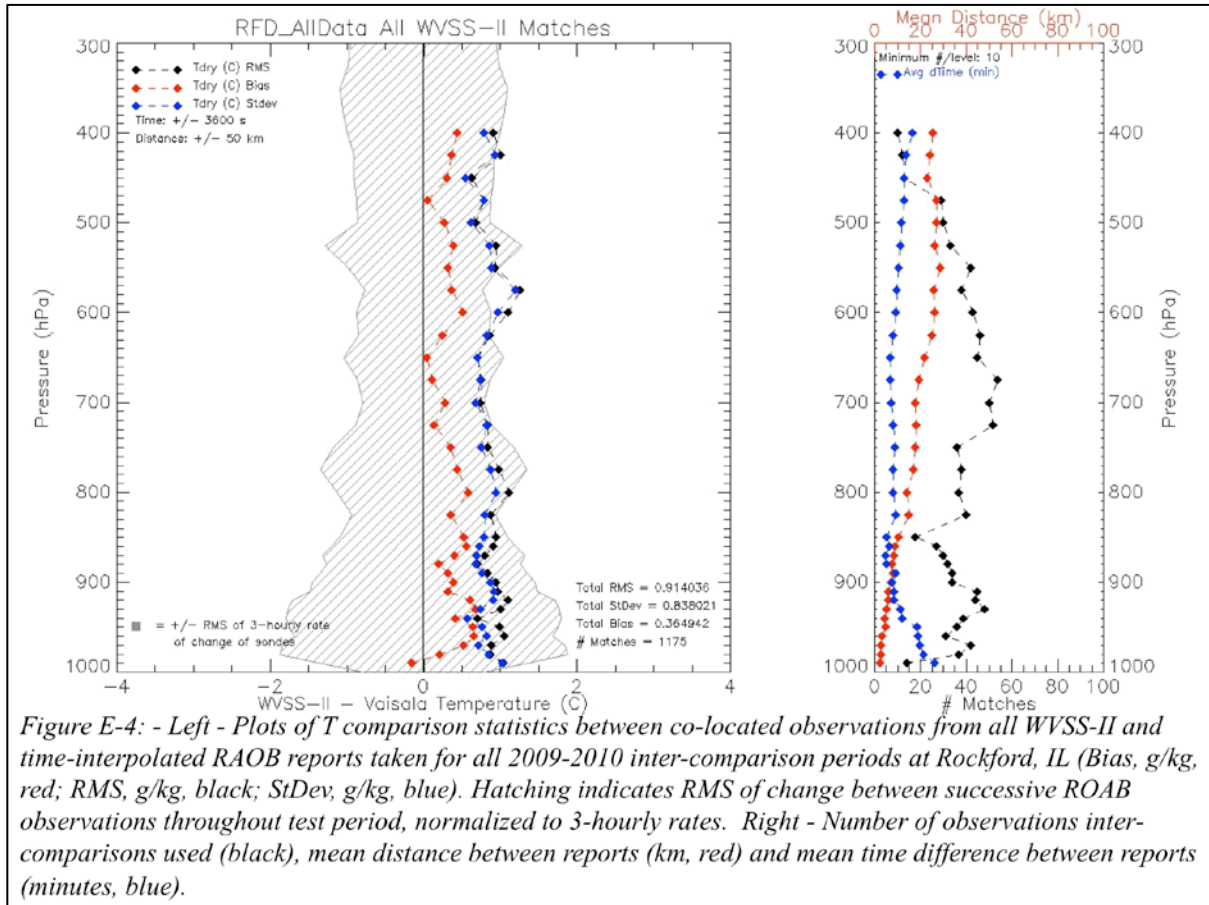 RFD_AllData All WVSS-II Matches
Tdry (C) RMS
Tdry (C) Bias
Tdry (C) Stdev
Time: +/- 3600 s
Distance: +/- 50 km
300
400
500
600
700
800
900
1000
Pressure (hPa)
Total RMS = 0.914036
Total StDev = 0.838021
Total Bias = 0.364942
# Matches = 1175
= +/- RMS of 3-hourly rate
of change of sondes
-4 -2 0 2 4
WVSS-II - Vaisala Temperature (C)
Mean Distance (km)
0 20 40 60 80 100
Minimum #/level: 10
Avg dTime (min)
300
400
500
600
700
800
900
1000
Pressure (hPa)
300
400
500
600
700
800
900
1000
Pressure (hPa)
0 20 40 60 80 100
# Matches
Figure E-4: - Left - Plots of T comparison statistics between co-located observations from all WVSS-II and
time-interpolated RAOB reports taken for all 2009-2010 inter-comparison periods at Rockford, IL (Bias, g/kg,
red; RMS, g/kg, black; StDev, g/kg, blue). Hatching indicates RMS of change between successive ROAB
observations throughout test period, normalized to 3-hourly rates. Right - Number of observations inter-
comparisons used (black), mean distance between reports (km, red) and mean time difference between reports
(minutes, blue).